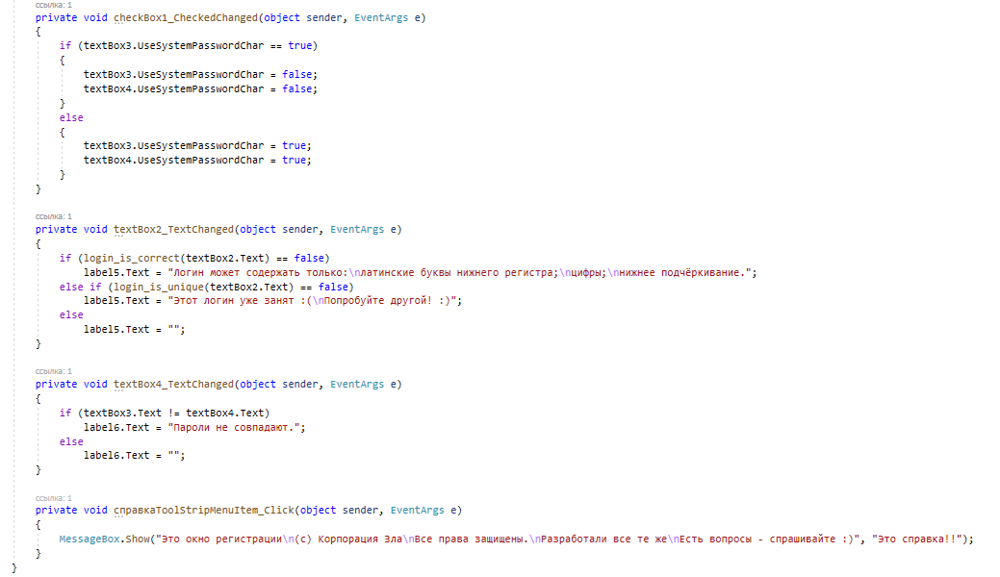 ссылка: 1
private void checkBox1_CheckedChanged(object sender, EventArgs e)
{
if (textBox3.UseSystemPasswordChar == true)
{
textBox3.UseSystemPasswordChar = false;
textBox4.UseSystemPasswordChar = false;
}
else
{
textBox3.UseSystemPasswordChar = true;
textBox4.UseSystemPasswordChar = true;
}
}
ссылка: 1
private void textBox2_TextChanged(object sender, EventArgs e)
{
if (login_is_correct(textBox2.Text) == false)
label5.Text = "Логин может содержать только:\nлатинские буквы нижнего регистра;\nцифры;\nнижнее подчёркивание.";
else if (login_is_unique(textBox2.Text) == false)
label5.Text = "Этот логин уже занят :(\nПопробуйте другой! :)";
else
label5.Text = "";
}
ссылка: 1
private void textBox4_TextChanged(object sender, EventArgs e)
{
if (textBox3.Text != textBox4.Text)
label6.Text = "Пароли не совпадают.";
else
label6.Text = "";
}
ссылка: 1
private void справкаToolStripMenuItem_Click(object sender, EventArgs e)
{
MessageBox.Show("Это окно регистрации\n(c) Корпорация Зла\nВсе права защищены.\nРазработали все те же\nЕсть вопросы - спрашивайте :)", "Это справка!!");
}
}